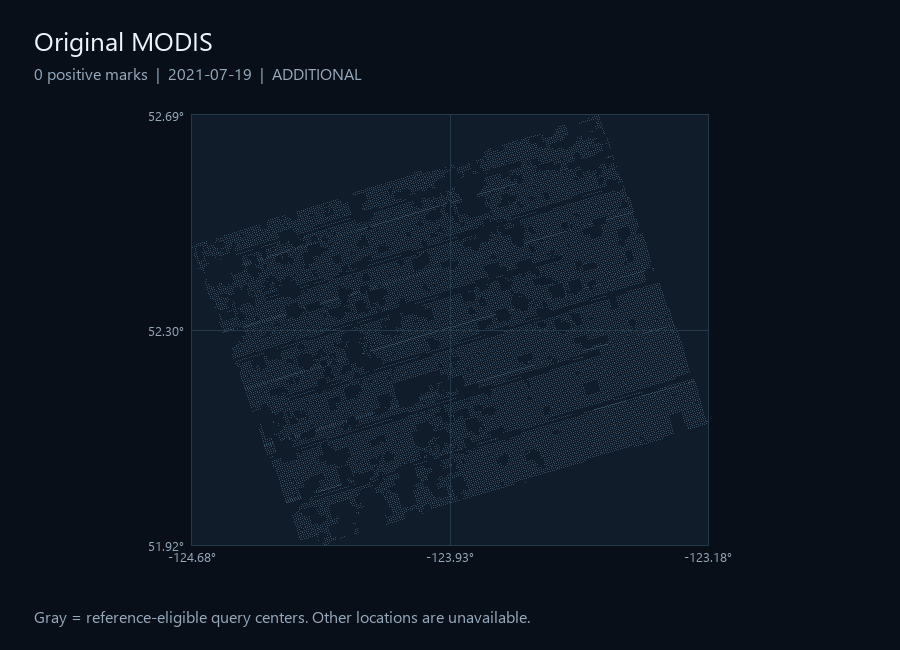 Original MODIS
0 positive marks | 2021-07-19 | ADDITIONAL
52.69°
52.30°
51.92°
-124.68°
-123.93°
-123.18°
Gray = reference-eligible query centers. Other locations are unavailable.